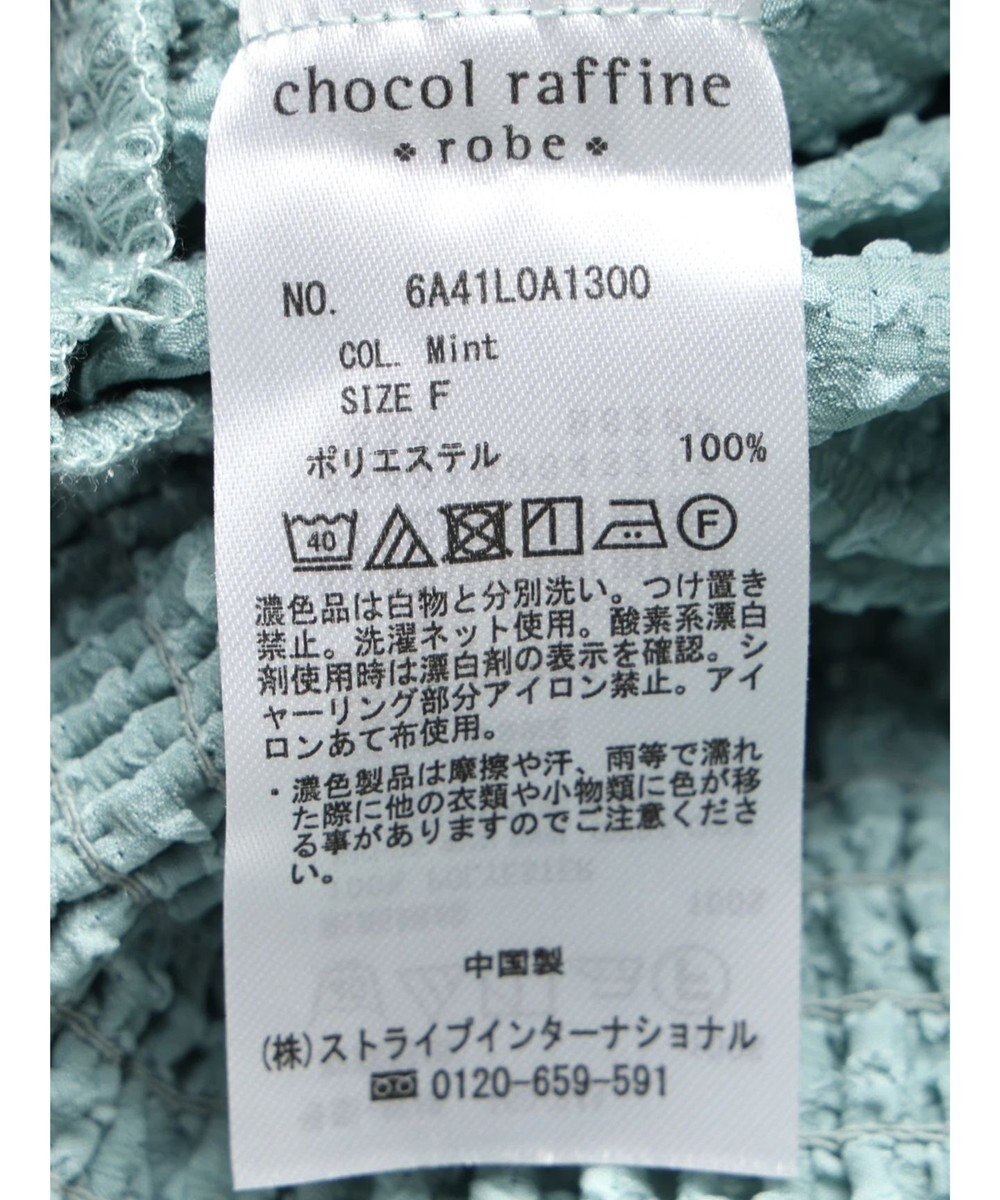 chocol raffine
robe
NO. 6A41L0A1300
COL. Mint
SIZE F
ポリエステル 100%
40 F
濃色品は白物と分別洗い。つけ置き
禁止。洗濯ネット使用。酸素系漂白
剤使用時は漂白剤の表示を確認。シ
ャーリング部分アイロン禁止。アイ
ロンあて布使用。
・濃色製品は摩擦や汗、雨等で濡れ
た際に他の衣類や小物類に色が移
る事がありますのでご注意くださ
い。
中国製
(株)ストライプインターナショナル
0120-659-591